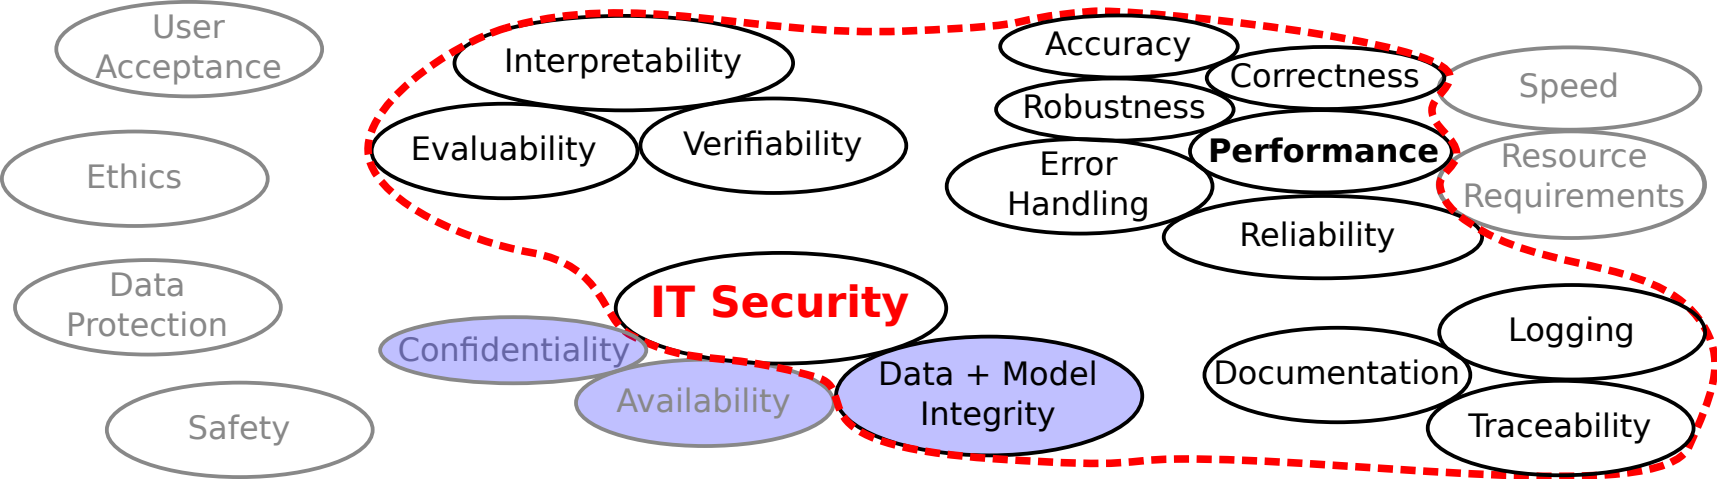 User
Acceptance
Ethics
Data
Protection
Safety
Interpretability
Evaluability
Verifiability
IT Security
Confidentiality
Availability
Data + Model
Integrity
Accuracy
Correctness
Robustness
Performance
Error
Handling
Reliability
Speed
Resource
Requirements
Logging
Documentation
Traceability